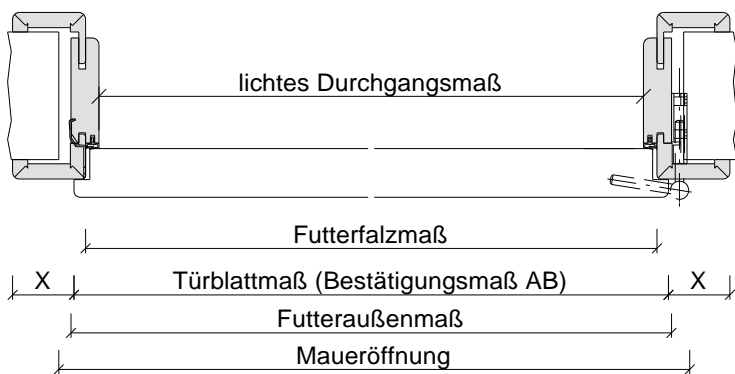 lichtes Durchgangsmaß
Futterfalzmaß
X Türblattmaß (Bestätigungsmaß AB) X
Futteraußenmaß
Maueröffnung